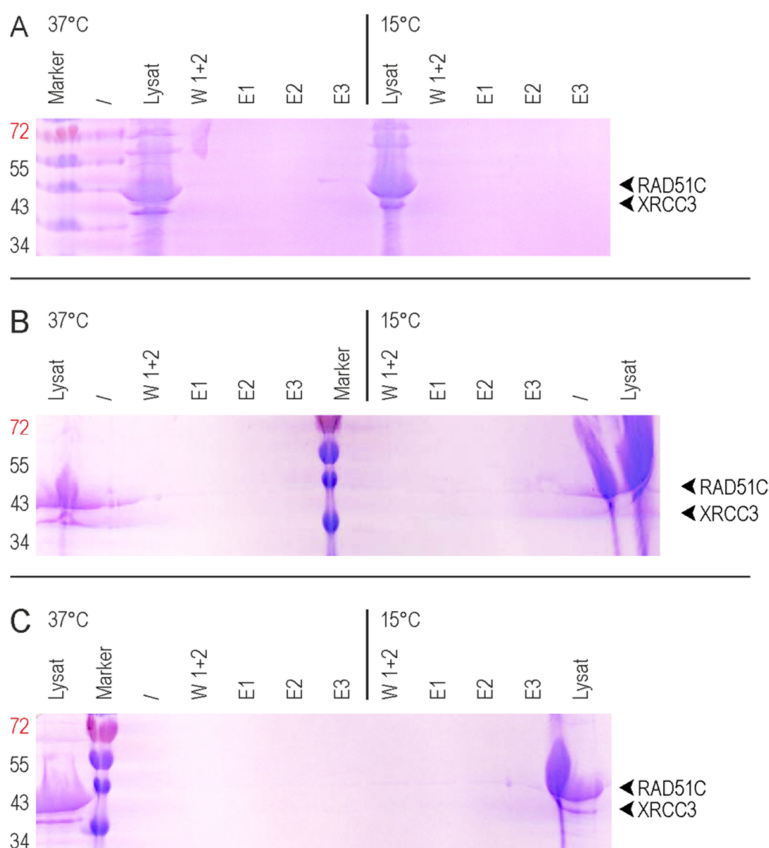 A 37°C 15°C
Marker / Lysat W 1+2 E1 E2 E3 Lysat W 1+2 E1 E2 E3
72
55
43
34
RAD51C
XRCC3
B 37°C 15°C
Lysat / W 1+2 E1 E2 E3 Marker W 1+2 E1 E2 E3 / Lysat
72
55
43
34
RAD51C
XRCC3
C 37°C 15°C
Lysat Marker / W 1+2 E1 E2 E3 W 1+2 E1 E2 E3 Lysat
72
55
43
34
RAD51C
XRCC3